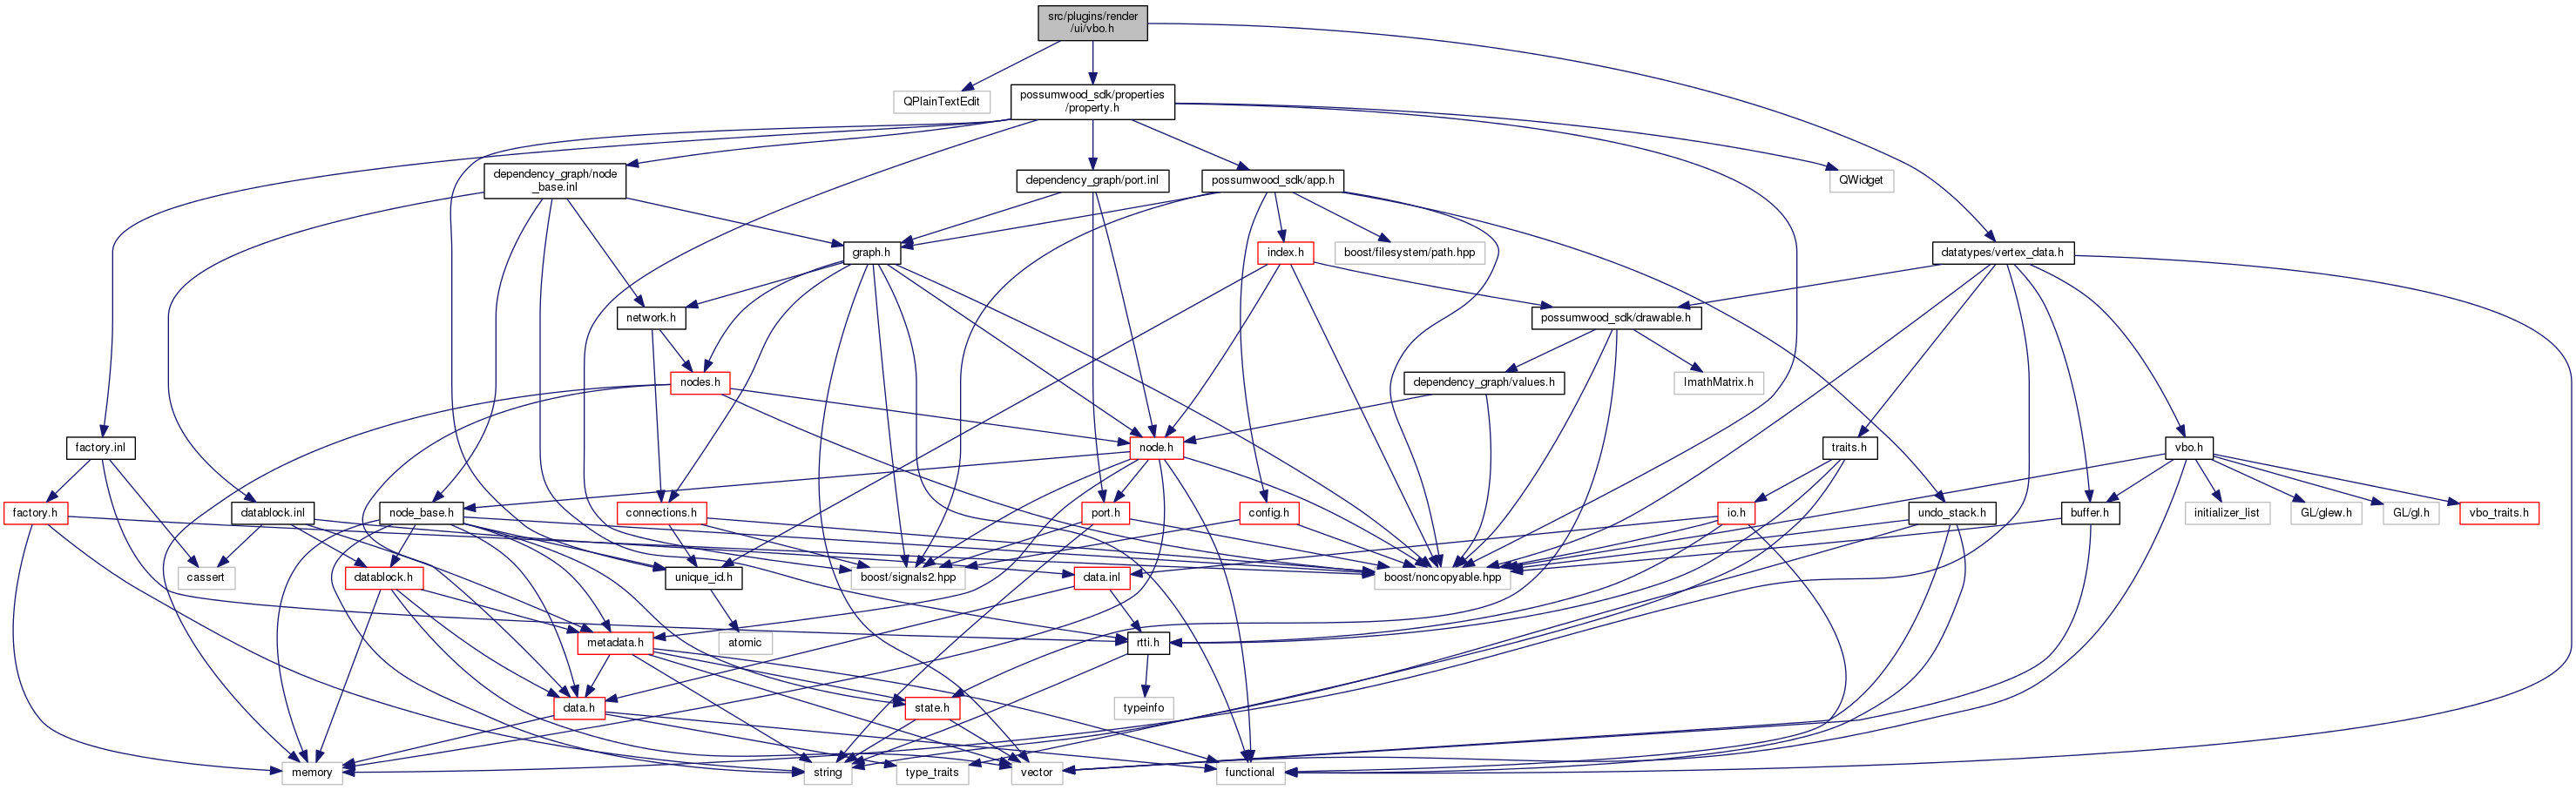 src/plugins/render
/ui/vbo.h
QPlainTextEdit
possumwood_sdk/properties
/property.h
dependency_graph/node
_base.inl
dependency_graph/port.inl
possumwood_sdk/app.h
QWidget
graph.h
index.h
boost/filesystem/path.hpp
datatypes/vertex_data.h
network.h
possumwood_sdk/drawable.h
nodes.h
dependency_graph/values.h
ImathMatrix.h
factory.inl
node.h
traits.h
vbo.h
factory.h
datablock.inl
node_base.h
connections.h
port.h
config.h
io.h
undo_stack.h
buffer.h
initializer_list
GL/glew.h
GL/gl.h
vbo_traits.h
cassert
datablock.h
unique_id.h
boost/signals2.hpp
data.inl
boost/noncopyable.hpp
metadata.h
atomic
rtti.h
data.h
state.h
typeinfo
memory
string
type_traits
vector
functional